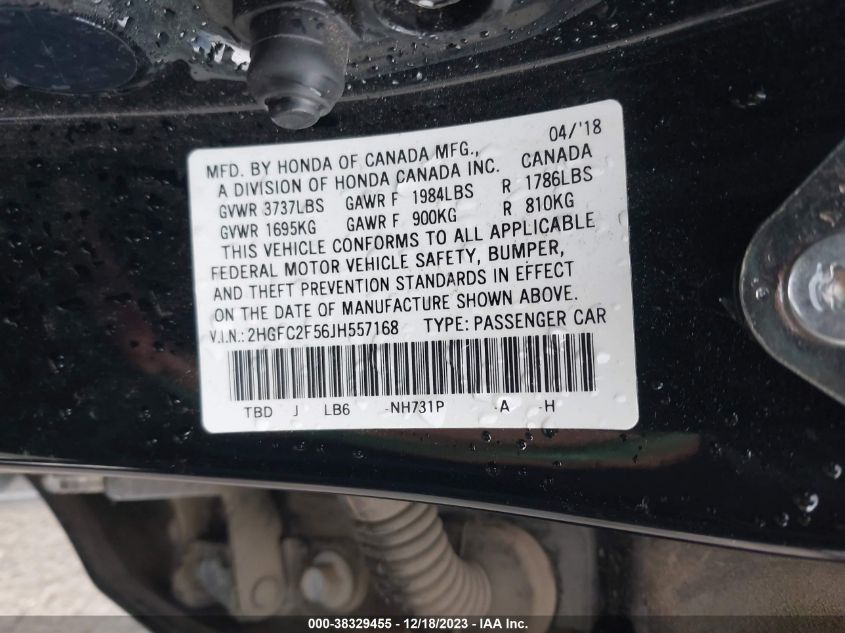 04/'18
MFD. BY HONDA OF CANADA MFG.,
A DIVISION OF HONDA CANADA INC. CANADA
GVWR 3737LBS GAWR F 1984LBS R 1786LBS
GVWR 1695KG GAWR F 900KG R 810KG
THIS VEHICLE CONFORMS TO ALL APPLICABLE
FEDERAL MOTOR VEHICLE SAFETY, BUMPER,
AND THEFT PREVENTION STANDARDS IN EFFECT
ON THE DATE OF MANUFACTURE SHOWN ABOVE.
V.I.N.: 2HGFC2F56JH557168 TYPE: PASSENGER CAR
TBD J LB6 -NH731P -A -H
000-38329455 - 12/18/2023 - IAA Inc.